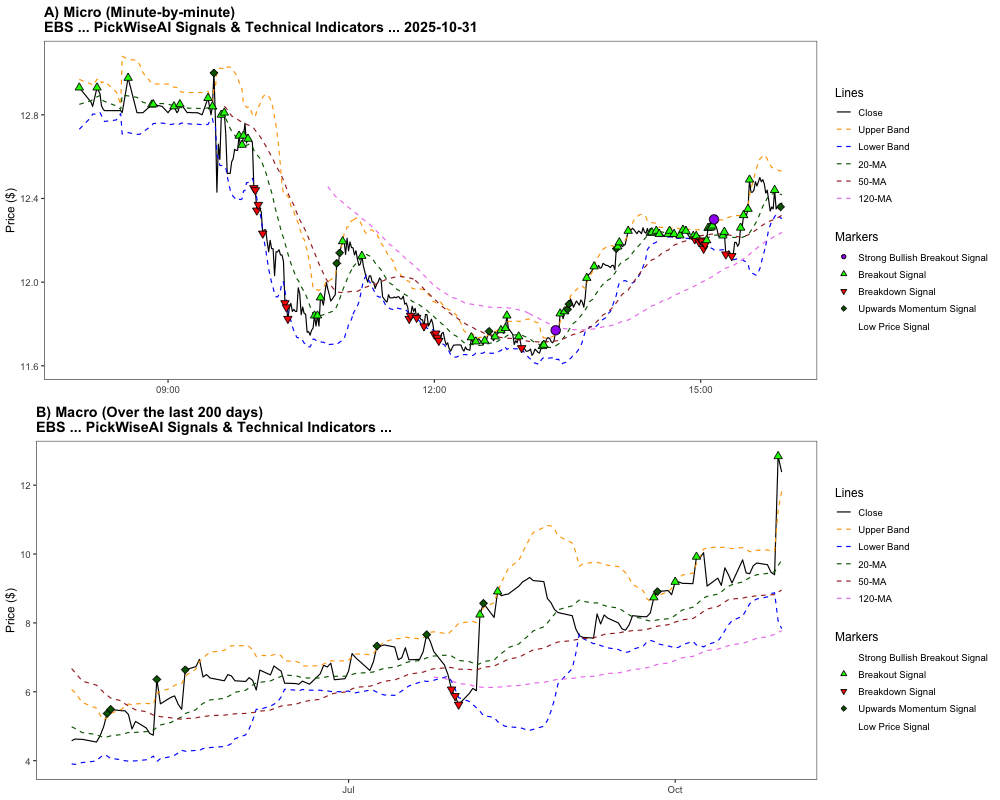 A) Micro (Minute-by-minute)
EBS ... PickWiseAI Signals & Technical Indicators ... 2025-10-31
Price ($)
12.8
12.4
12.0
11.6
09:00
12:00
15:00
Lines
Close
Upper Band
Lower Band
20-MA
50-MA
120-MA
Markers
Strong Bullish Breakout Signal
Breakout Signal
Breakdown Signal
Upwards Momentum Signal
Low Price Signal
B) Macro (Over the last 200 days)
EBS ... PickWiseAI Signals & Technical Indicators ...
Price ($)
12
10
8
6
4
Jul
Oct
Lines
Close
Upper Band
Lower Band
20-MA
50-MA
120-MA
Markers
Strong Bullish Breakout Signal
Breakout Signal
Breakdown Signal
Upwards Momentum Signal
Low Price Signal